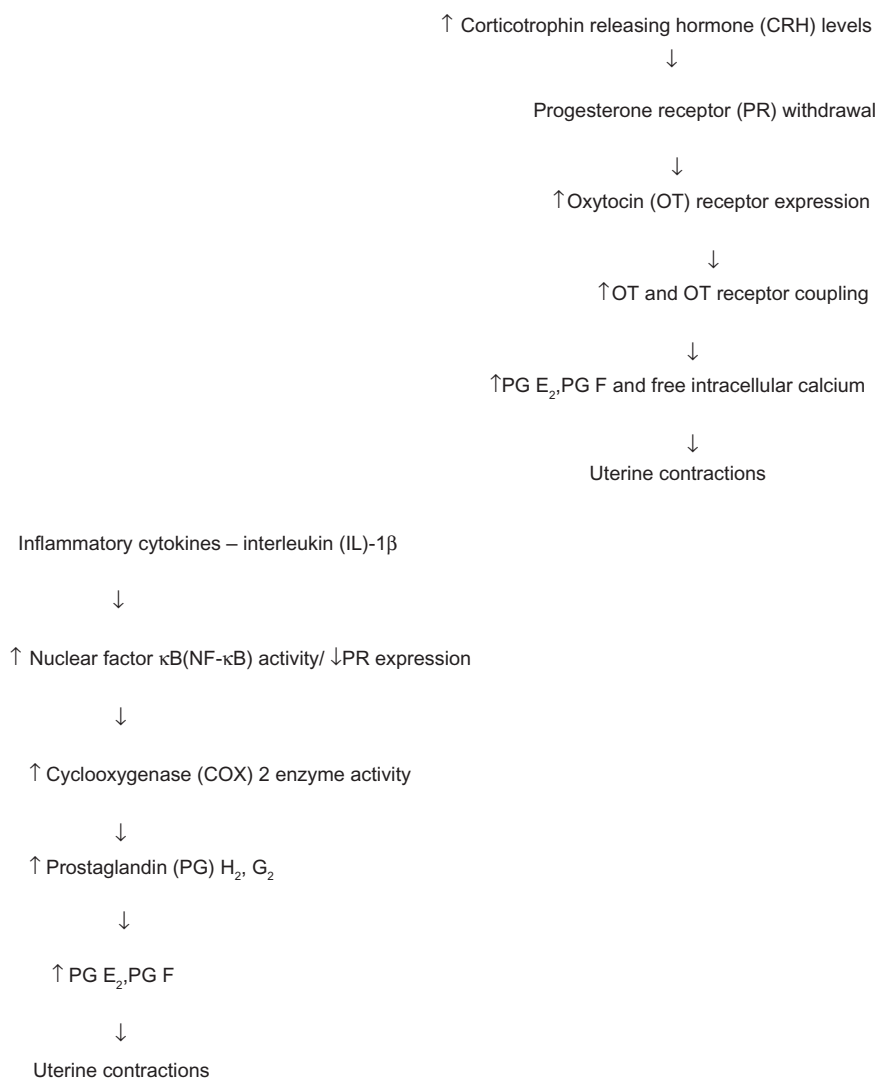 ↑ Corticotrophin releasing hormone (CRH) levels
↓
Progesterone receptor (PR) withdrawal
↓
↑Oxytocin (OT) receptor expression
↓
↑OT and OT receptor coupling
↓
↑PG E₂,PG F and free intracellular calcium
↓
Uterine contractions
Inflammatory cytokines – interleukin (IL)-1β
↓
↑ Nuclear factor κB(NF-κB) activity/ ↓PR expression
↓
↑ Cyclooxygenase (COX) 2 enzyme activity
↓
↑ Prostaglandin (PG) H₂, G₂
↓
↑ PG E₂,PG F
↓
Uterine contractions